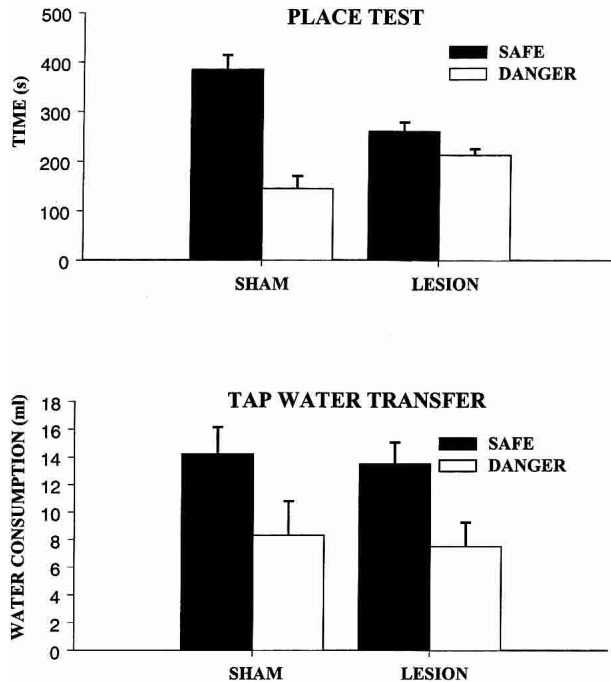 PLACE TEST
500
400
300
200
100
0
TIME (s)
SAFE
DANGER
SHAM
LESION
TAP WATER TRANSFER
18
16
14
12
10
8
6
4
2
0
WATER CONSUMPTION (ml)
SAFE
DANGER
SHAM
LESION